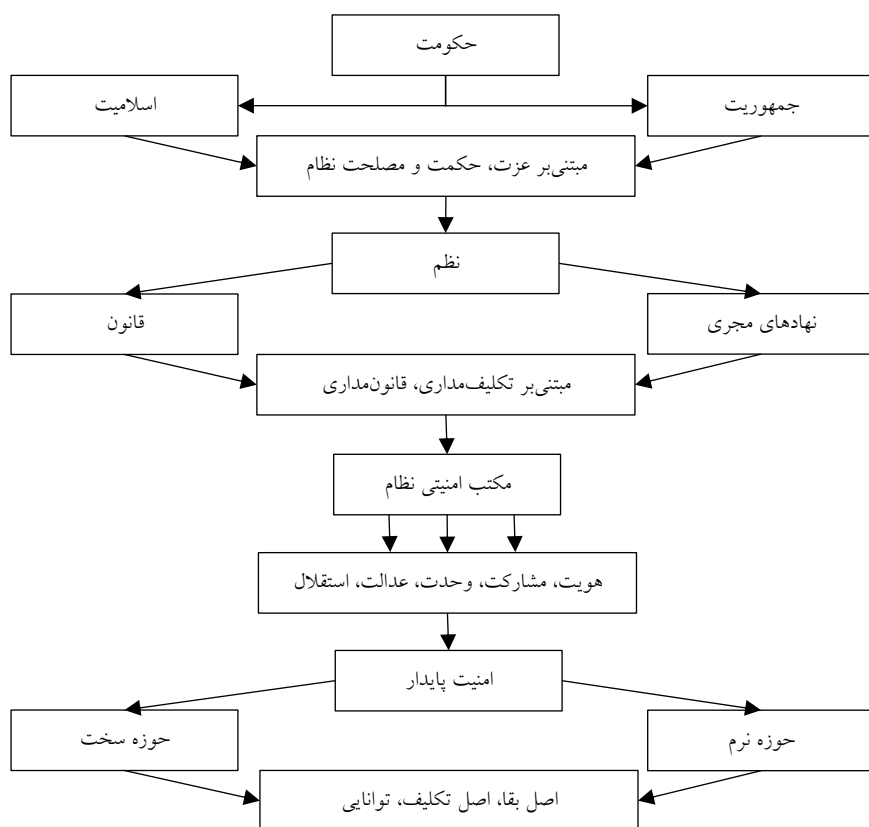 حکومت
جمهوریت
اسلامیت
مبتنی‌بر عزت، حکمت و مصلحت نظام
نظم
نهادهای مجری
قانون
مبتنی‌بر تکلیف‌مداری، قانون‌مداری
مکتب امنیتی نظام
هویت، مشارکت، وحدت، عدالت، استقلال
امنیت پایدار
حوزه نرم
حوزه سخت
اصل بقا، اصل تکلیف، توانایی